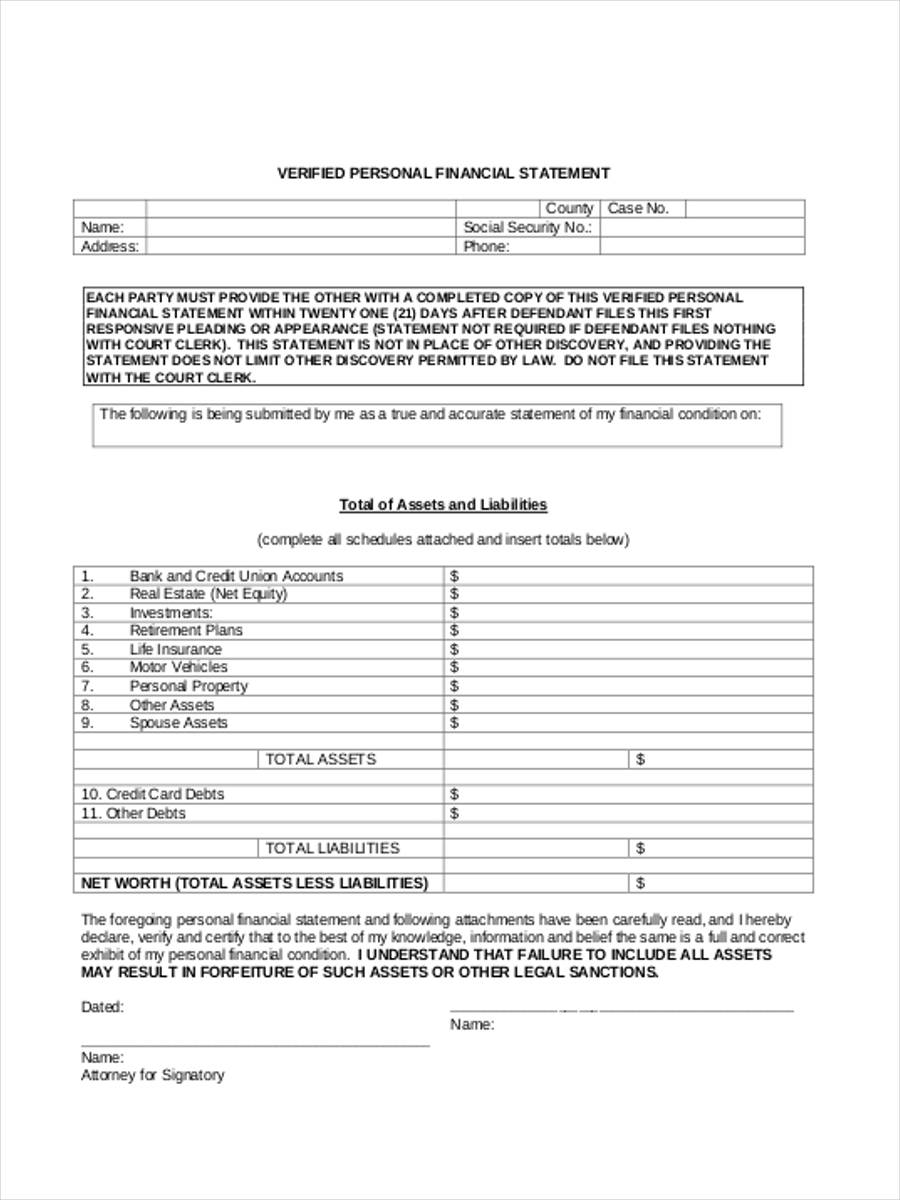 VERIFIED PERSONAL FINANCIAL STATEMENT
County Case No.
Name: Social Security No.:
Address: Phone:
EACH PARTY MUST PROVIDE THE OTHER WITH A COMPLETED COPY OF THIS VERIFIED PERSONAL
FINANCIAL STATEMENT WITHIN TWENTY ONE (21) DAYS AFTER DEFENDANT FILES THIS FIRST
RESPONSIVE PLEADING OR APPEARANCE (STATEMENT NOT REQUIRED IF DEFENDANT FILES NOTHING
WITH COURT CLERK). THIS STATEMENT IS NOT IN PLACE OF OTHER DISCOVERY, AND PROVIDING THE
STATEMENT DOES NOT LIMIT OTHER DISCOVERY PERMITTED BY LAW. DO NOT FILE THIS STATEMENT
WITH THE COURT CLERK.
The following is being submitted by me as a true and accurate statement of my financial condition on:
Total of Assets and Liabilities
(complete all schedules attached and insert totals below)
1. Bank and Credit Union Accounts $
2. Real Estate (Net Equity) $
3. Investments: $
4. Retirement Plans $
5. Life Insurance $
6. Motor Vehicles $
7. Personal Property $
8. Other Assets $
9. Spouse Assets $
TOTAL ASSETS $
10. Credit Card Debts $
11. Other Debts $
TOTAL LIABILITIES $
NET WORTH (TOTAL ASSETS LESS LIABILITIES) $
The foregoing personal financial statement and following attachments have been carefully read, and I hereby
declare, verify and certify that to the best of my knowledge, information and belief the same is a full and correct
exhibit of my personal financial condition. I UNDERSTAND THAT FAILURE TO INCLUDE ALL ASSETS
MAY RESULT IN FORFEITURE OF SUCH ASSETS OR OTHER LEGAL SANCTIONS.
Dated:
Name:
Name:
Attorney for Signatory